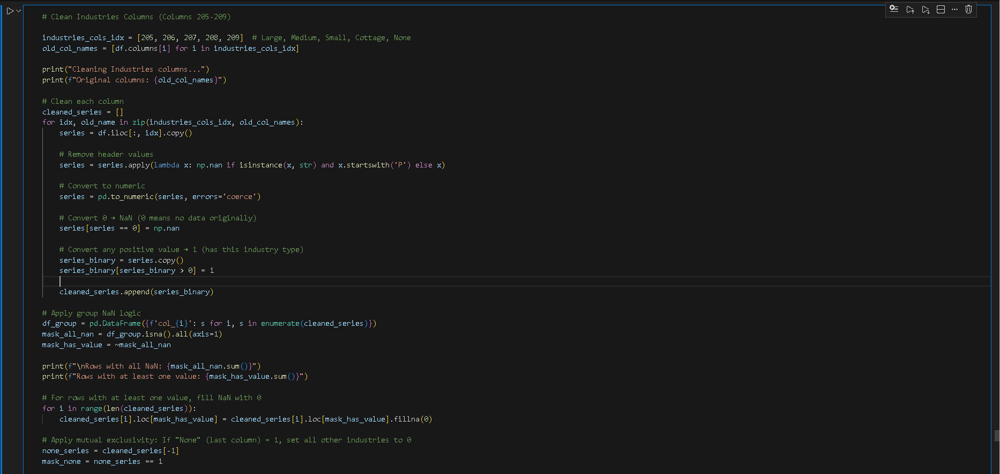 # Clean Industries Columns (Columns 205-209)
industries_cols_idx = [205, 206, 207, 208, 209]  # Large, Medium, Small, Cottage, None
old_col_names = [df.columns[i] for i in industries_cols_idx]
print("Cleaning Industries columns...")
print(f"Original columns: {old_col_names}")
# Clean each column
cleaned_series = []
for idx, old_name in zip(industries_cols_idx, old_col_names):
    series = df.iloc[:, idx].copy()
    # Remove header values
    series = series.apply(lambda x: np.nan if isinstance(x, str) and x.startswith('P') else x)
    # Convert to numeric
    series = pd.to_numeric(series, errors='coerce')
    # Convert 0 → NaN (0 means no data originally)
    series[series == 0] = np.nan
    # Convert any positive value → 1 (has this industry type)
    series_binary = series.copy()
    series_binary[series_binary > 0] = 1
    cleaned_series.append(series_binary)
# Apply group NaN logic
df_group = pd.DataFrame({f'col_{i}': s for i, s in enumerate(cleaned_series)})
mask_all_nan = df_group.isna().all(axis=1)
mask_has_value = ~mask_all_nan
print(f"\nRows with all NaN: {mask_all_nan.sum()}")
print(f"Rows with at least one value: {mask_has_value.sum()}")
# For rows with at least one value, fill NaN with 0
for i in range(len(cleaned_series)):
    cleaned_series[i].loc[mask_has_value] = cleaned_series[i].loc[mask_has_value].fillna(0)
# Apply mutual exclusivity: If "None" (last column) = 1, set all other industries to 0
none_series = cleaned_series[-1]
mask_none = none_series == 1